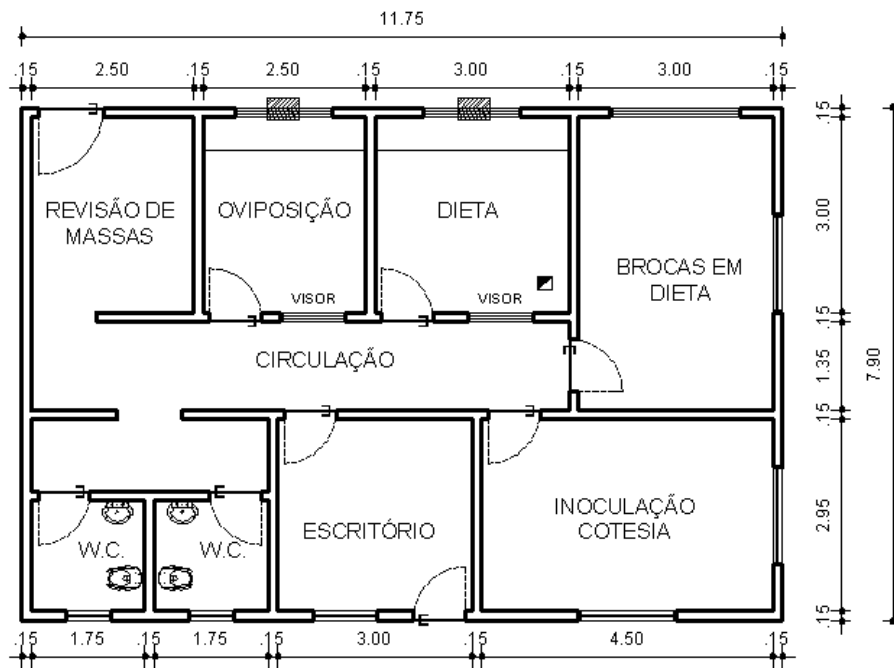 11.75
.15 2.50 .15 2.50 .15 3.00 .15 3.00 .15
.15
REVISÃO DE
MASSAS
OVIPOSIÇÃO
DIETA
3.00
BROCAS EM
DIETA
VISOR
VISOR
.15
CIRCULAÇÃO
1.35
7.90
.15
INOCULAÇÃO
COTESIA
ESCRITÓRIO
2.95
W.C.
W.C.
.15
.15 1.75 .15 1.75 .15 3.00 .15 4.50 .15